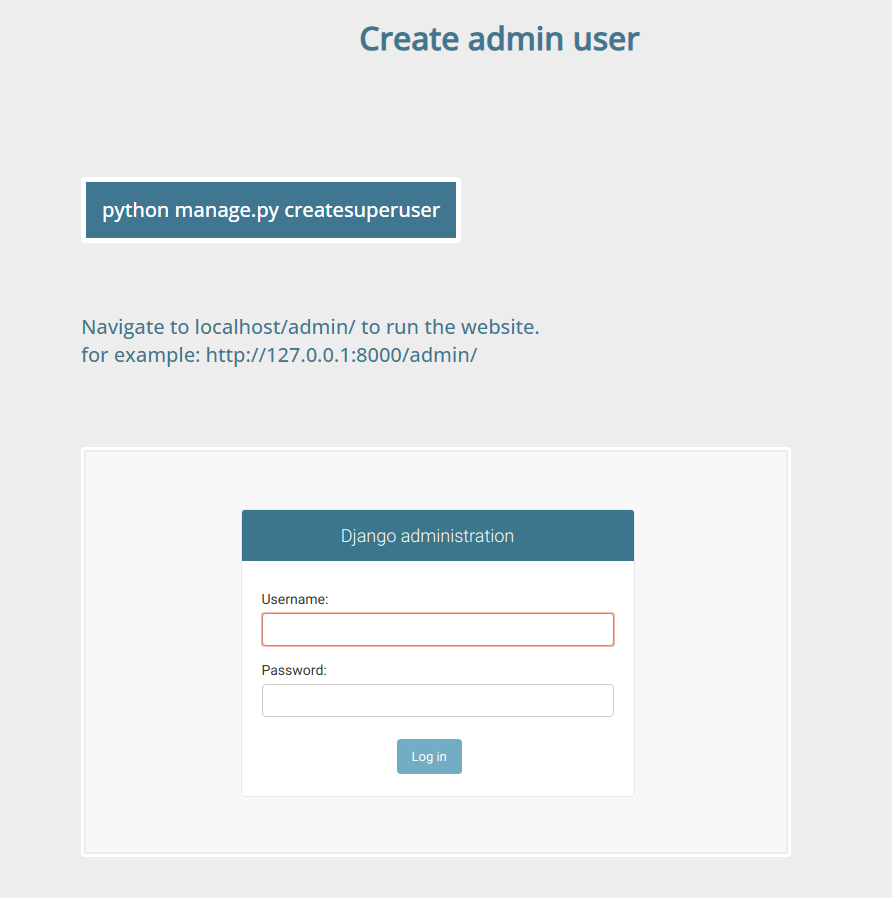 Create admin user
python manage.py createsuperuser
Navigate to localhost/admin/ to run the website.
for example: http://127.0.0.1:8000/admin/
Django administration
Username:
Password:
Log in